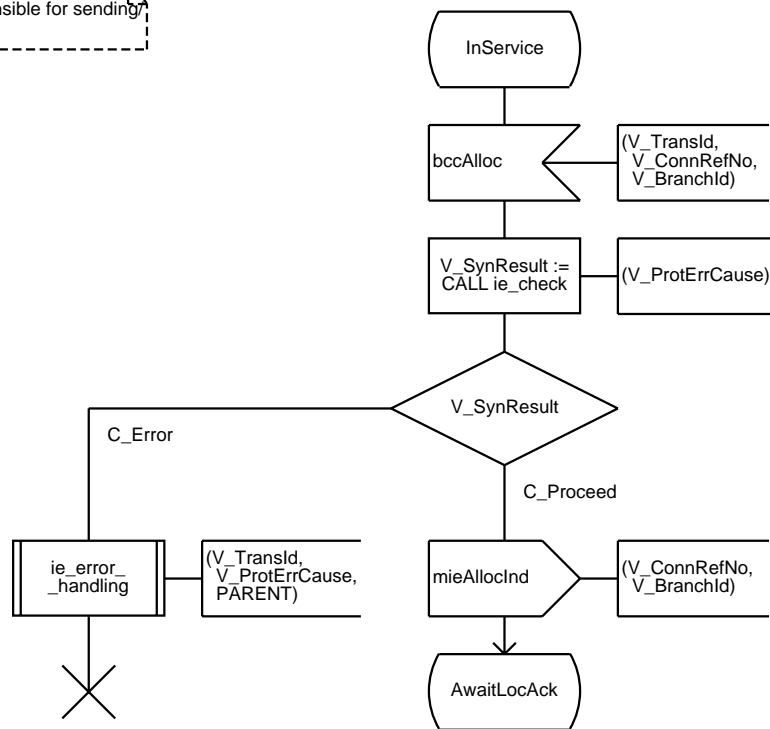 sible for sending/
InService
bccAlloc
(V_TransId,
V_ConnRefNo,
V_BranchId)
V_SynResult :=
CALL ie_check
(V_ProtErrCause)
V_SynResult
C_Error
C_Proceed
ie_error_
_handling
(V_TransId,
V_ProtErrCause,
PARENT)
mieAllocInd
(V_ConnRefNo,
V_BranchId)
AwaitLocAck